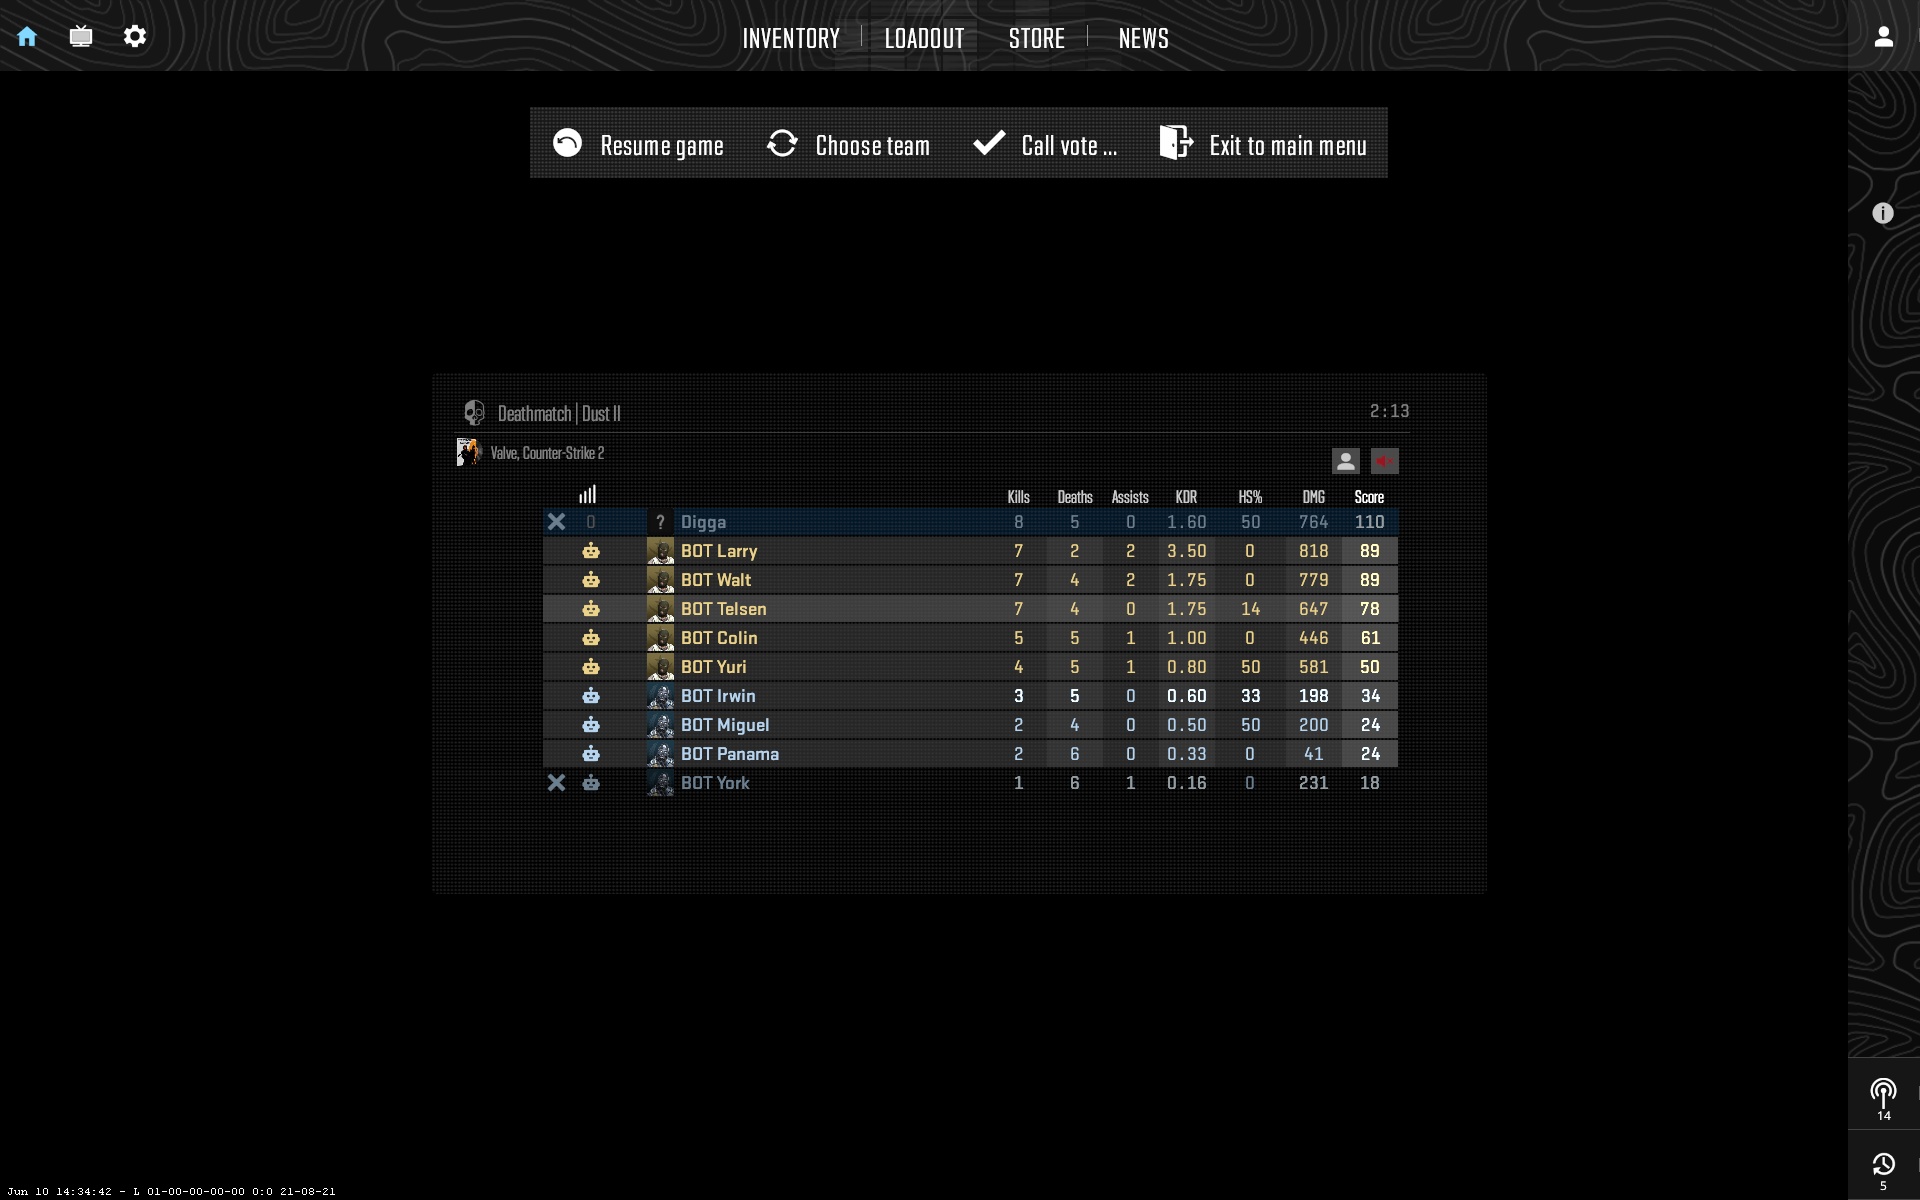 INVENTORY LOADOUT STORE NEWS
Resume game Choose team Call vote ... Exit to main menu
Deathmatch | Dust II 2:13
Valve, Counter-Strike 2
Kills Deaths Assists KDR HS% DMG Score
0 ? Digga 8 5 0 1.60 50 764 110
BOT Larry 7 2 2 3.50 0 818 89
BOT Walt 7 4 2 1.75 0 779 89
BOT Telsen 7 4 0 1.75 14 647 78
BOT Colin 5 5 1 1.00 0 446 61
BOT Yuri 4 5 1 0.80 50 581 50
BOT Irwin 3 5 0 0.60 33 198 34
BOT Miguel 2 4 0 0.50 50 200 24
BOT Panama 2 6 0 0.33 0 41 24
BOT York 1 6 1 0.16 0 231 18
14
5
Jun 10 14:34:42 - L 01-00-00-00-00 0:0 21-08-21